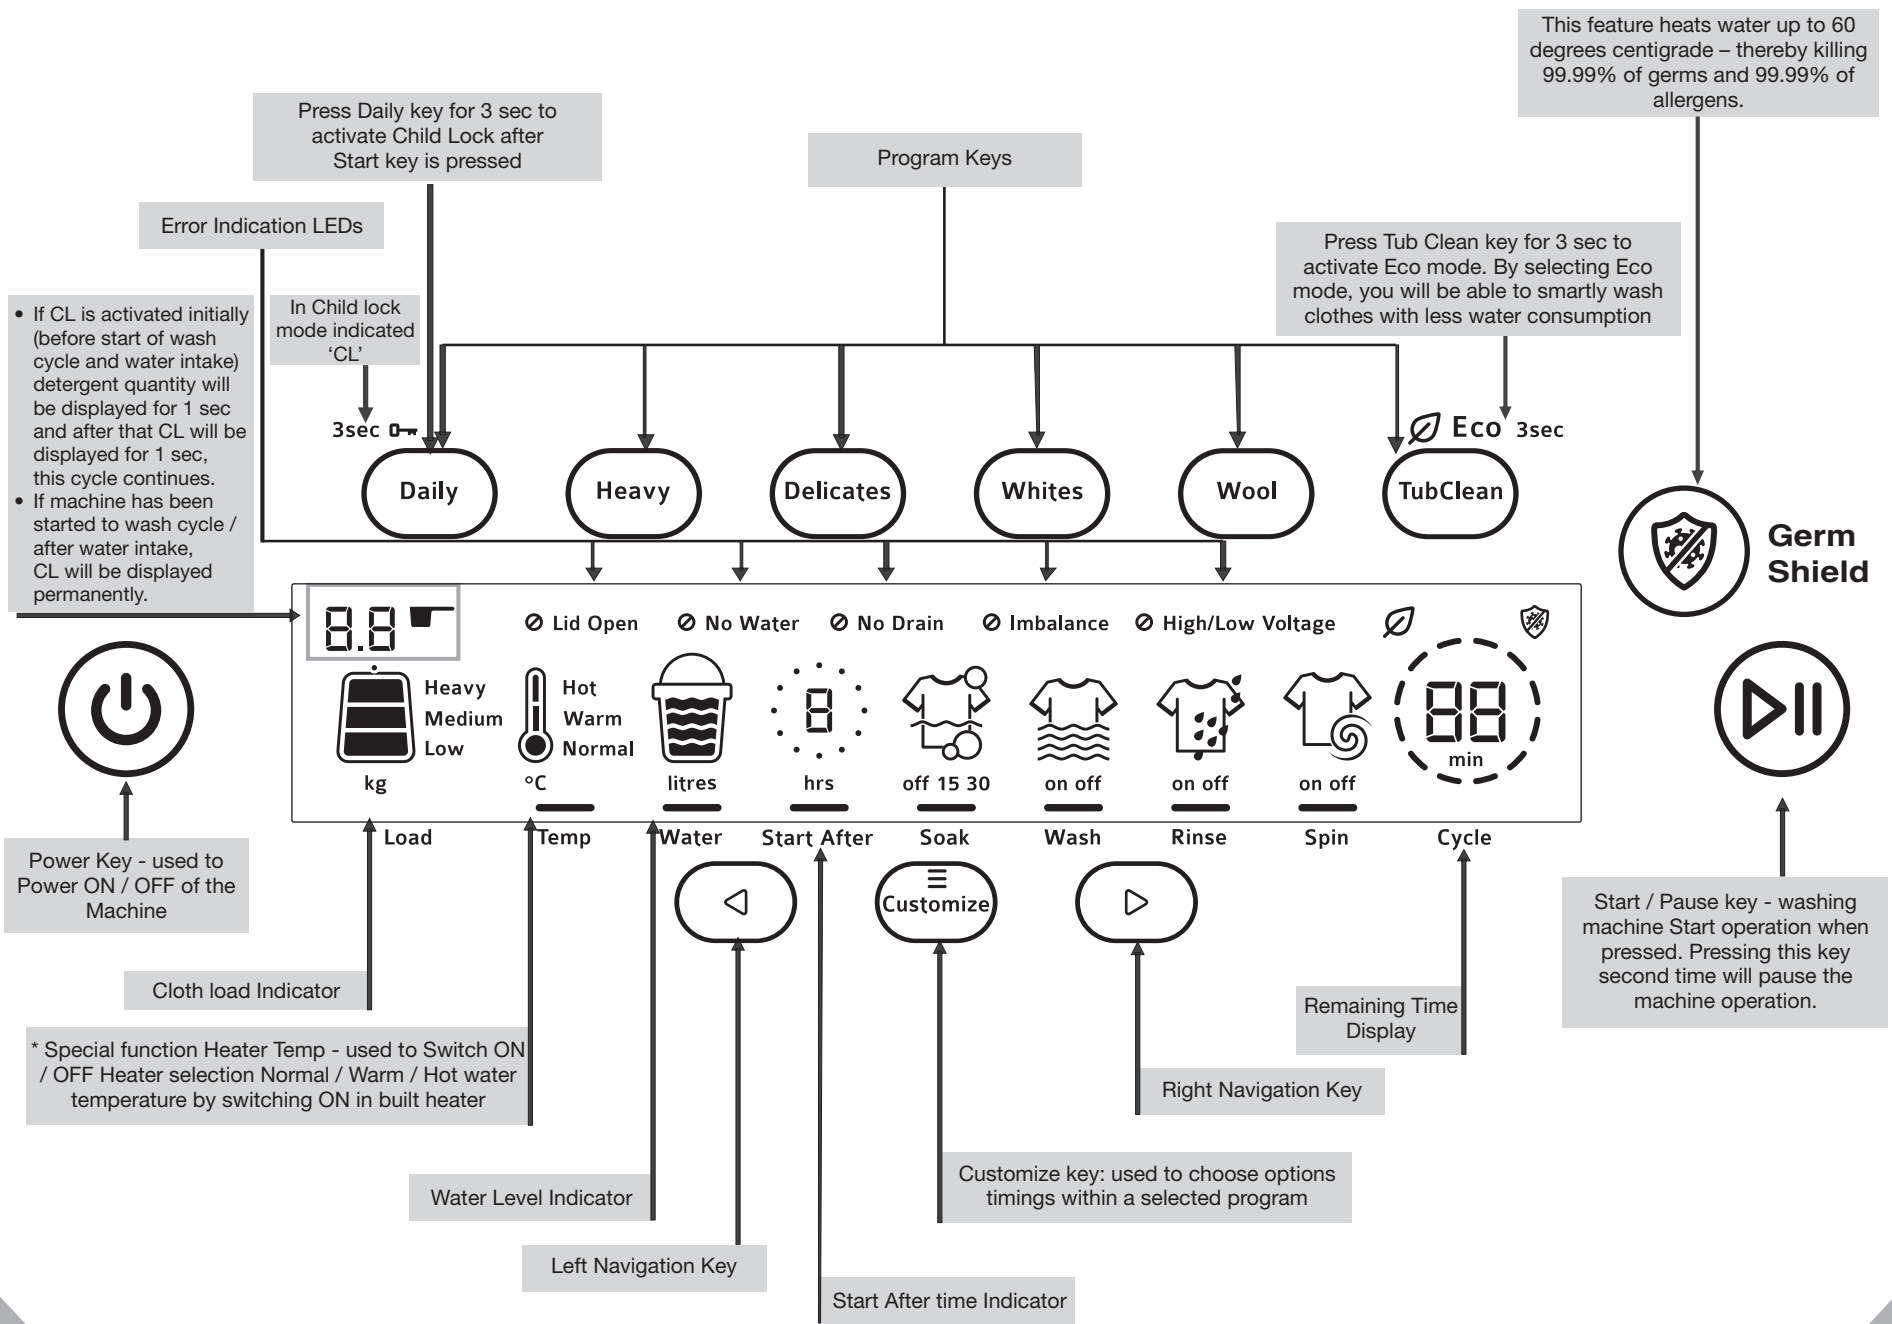 This feature heats water up to 60
degrees centigrade – thereby killing
99.99% of germs and 99.99% of
allergens.
Press Daily key for 3 sec to
activate Child Lock after
Start key is pressed
Program Keys
Error Indication LEDs
Press Tub Clean key for 3 sec to
activate Eco mode. By selecting Eco
mode, you will be able to smartly wash
clothes with less water consumption
• If CL is activated initially
(before start of wash
cycle and water intake)
detergent quantity will
be displayed for 1 sec
and after that CL will be
displayed for 1 sec,
this cycle continues.
• If machine has been
started to wash cycle /
after water intake,
CL will be displayed
permanently.
In Child lock
mode indicated
‘CL’
3sec
Eco 3sec
Daily
Heavy
Delicates
Whites
Wool
TubClean
Germ
Shield
8.8
Lid Open
No Water
No Drain
Imbalance
High/Low Voltage
Heavy
Medium
Low
kg
Hot
Warm
Normal
°C
litres
8
hrs
off 15 30
on off
on off
on off
88
min
Load
Temp
Water
Start After
Soak
Wash
Rinse
Spin
Cycle
Customize
Power Key - used to
Power ON / OFF of the
Machine
Start / Pause key - washing
machine Start operation when
pressed. Pressing this key
second time will pause the
machine operation.
Cloth load Indicator
Remaining Time
Display
* Special function Heater Temp - used to Switch ON
/ OFF Heater selection Normal / Warm / Hot water
temperature by switching ON in built heater
Right Navigation Key
Water Level Indicator
Customize key: used to choose options
timings within a selected program
Left Navigation Key
Start After time Indicator